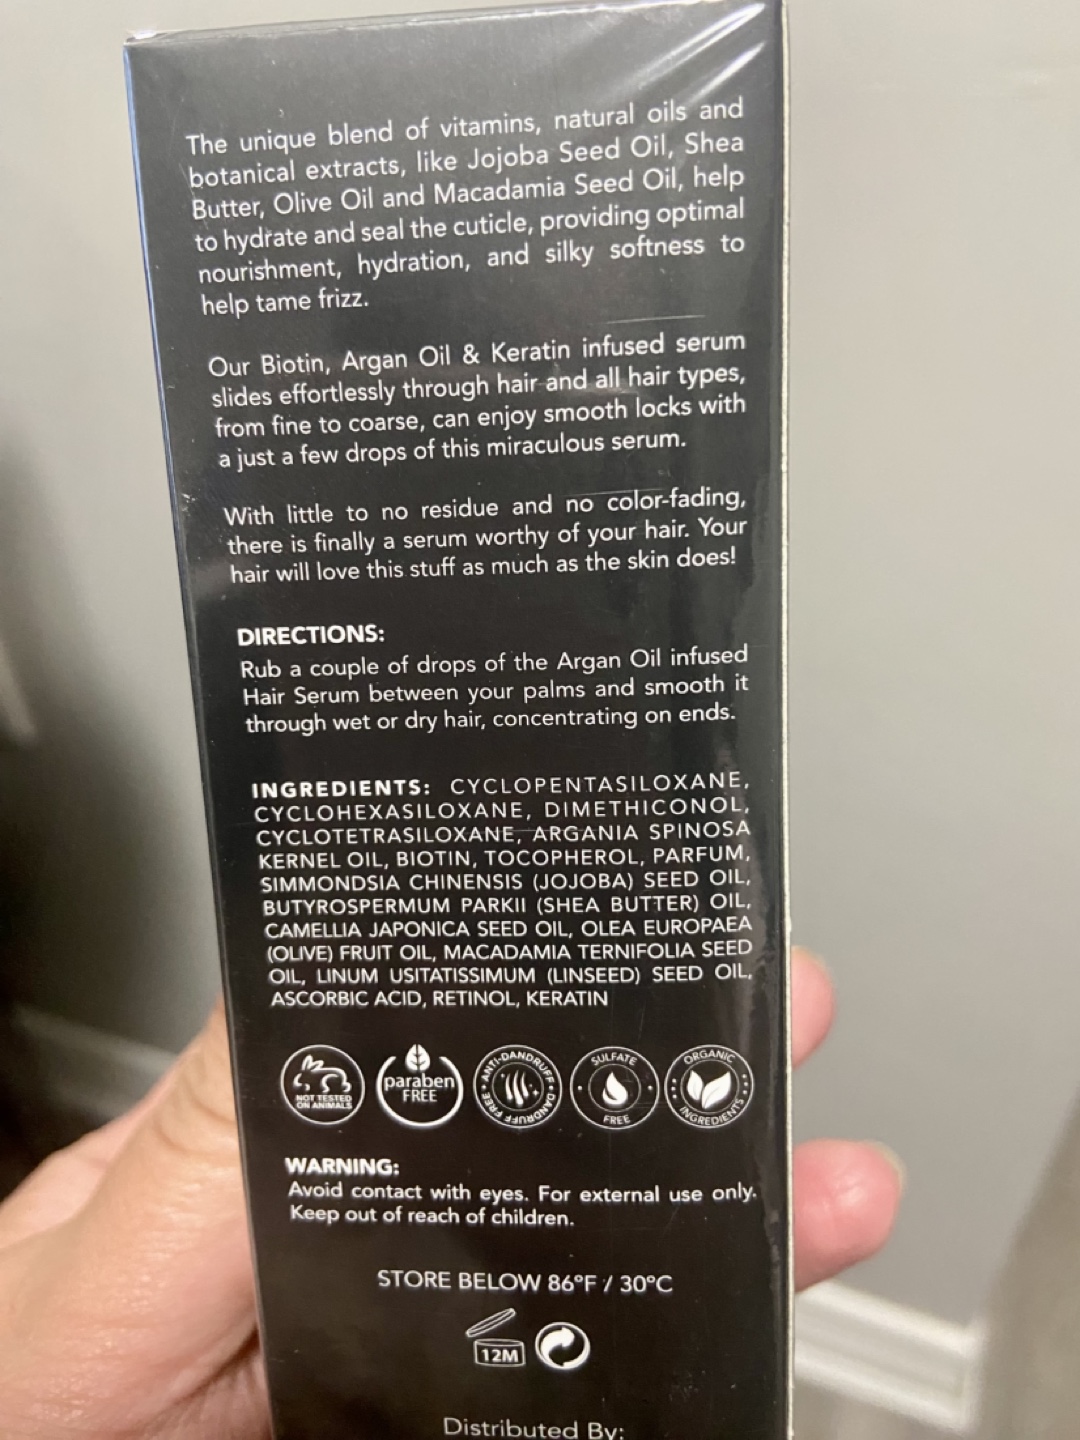 The unique blend of vitamins, natural oils and
botanical extracts, like Jojoba Seed Oil, Shea
Butter, Olive Oil and Macadamia Seed Oil, help
to hydrate and seal the cuticle, providing optimal
nourishment, hydration, and silky softness to
help tame frizz.
Our Biotin, Argan Oil & Keratin infused serum
slides effortlessly through hair and all hair types,
from fine to coarse, can enjoy smooth locks with
a just a few drops of this miraculous serum.
With little to no residue and no color-fading,
there is finally a serum worthy of your hair. Your
hair will love this stuff as much as the skin does!
DIRECTIONS:
Rub a couple of drops of the Argan Oil infused
Hair Serum between your palms and smooth it
through wet or dry hair, concentrating on ends.
INGREDIENTS: CYCLOPENTASILOXANE,
CYCLOHEXASILOXANE, DIMETHICONOL,
CYCLOTETRASILOXANE, ARGANIA SPINOSA
KERNEL OIL, BIOTIN, TOCOPHEROL, PARFUM,
SIMMONDSIA CHINENSIS (JOJOBA) SEED OIL,
BUTYROSPERMUM PARKII (SHEA BUTTER) OIL,
CAMELLIA JAPONICA SEED OIL, OLEA EUROPAEA
(OLIVE) FRUIT OIL, MACADAMIA TERNIFOLIA SEED
OIL, LINUM USITATISSIMUM (LINSEED) SEED OIL,
ASCORBIC ACID, RETINOL, KERATIN
NOT TESTED
ON ANIMALS
paraben
FREE
ANTI-DANDRUFF
DANDRUFF FREE
SULFATE
FREE
ORGANIC
INGREDIENTS
WARNING:
Avoid contact with eyes. For external use only.
Keep out of reach of children.
STORE BELOW 86°F / 30°C
12M
Distributed By: